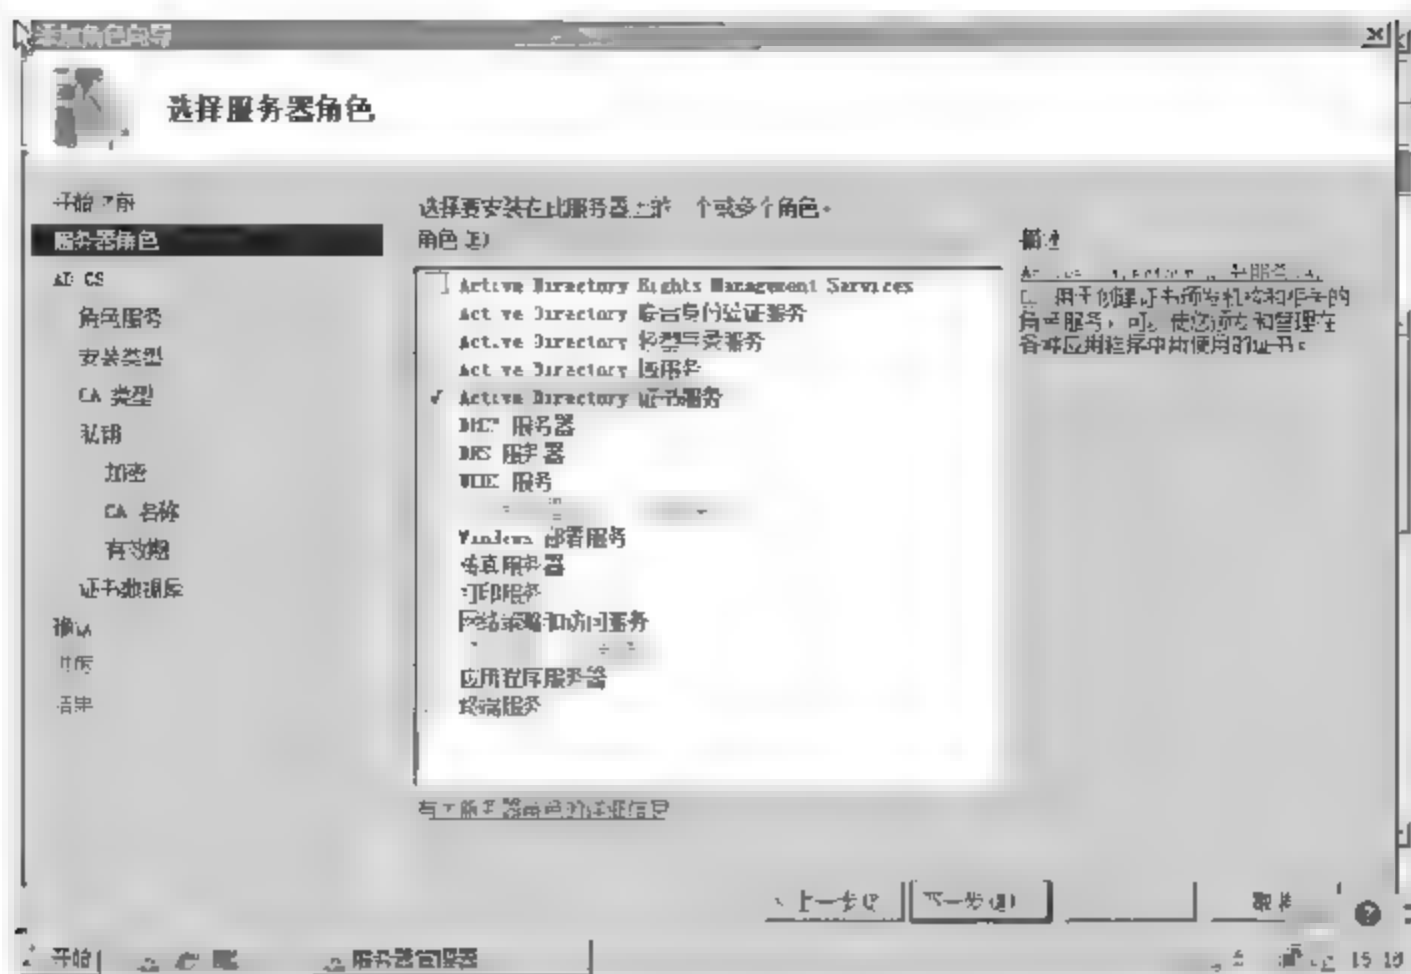 添加角色向导
选择服务器角色
开始之前
服务器角色
AD CS
角色服务
安装类型
CA 类型
私钥
加密
CA 名称
有效期
证书数据库
确认
进度
结果
选择要安装在此服务器上的一个或多个角色。
角色(R)
Active Directory Rights Management Services
Active Directory 联合身份验证服务
Active Directory 轻型目录服务
Active Directory 域服务
Active Directory 证书服务
DHCP 服务器
DNS 服务器
UDDI 服务
Windows 部署服务
传真服务器
打印服务
网络策略和访问服务
应用程序服务器
终端服务
有关服务器角色的详细信息
描述
用于创建证书颁发机构和相关的
角色服务，可以使您颁发和管理在
各种应用程序中所使用的证书。
< 上一步(P)
下一步(N)
取消
开始
服务器管理器
15:18